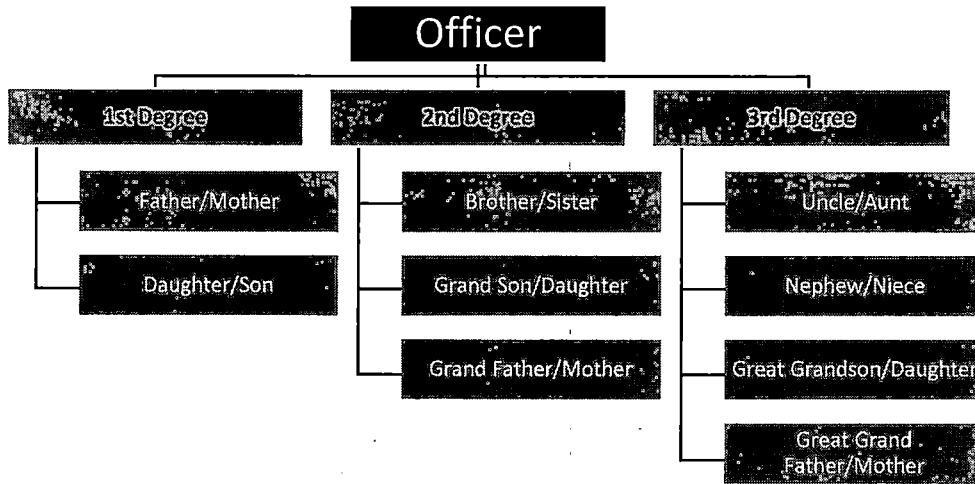 Officer
1st Degree
2nd Degree
3rd Degree
Father/Mother
Daughter/Son
Brother/Sister
Grand Son/Daughter
Grand Father/Mother
Uncle/Aunt
Nephew/Niece
Great Grandson/Daughter
Great Grand
Father/Mother